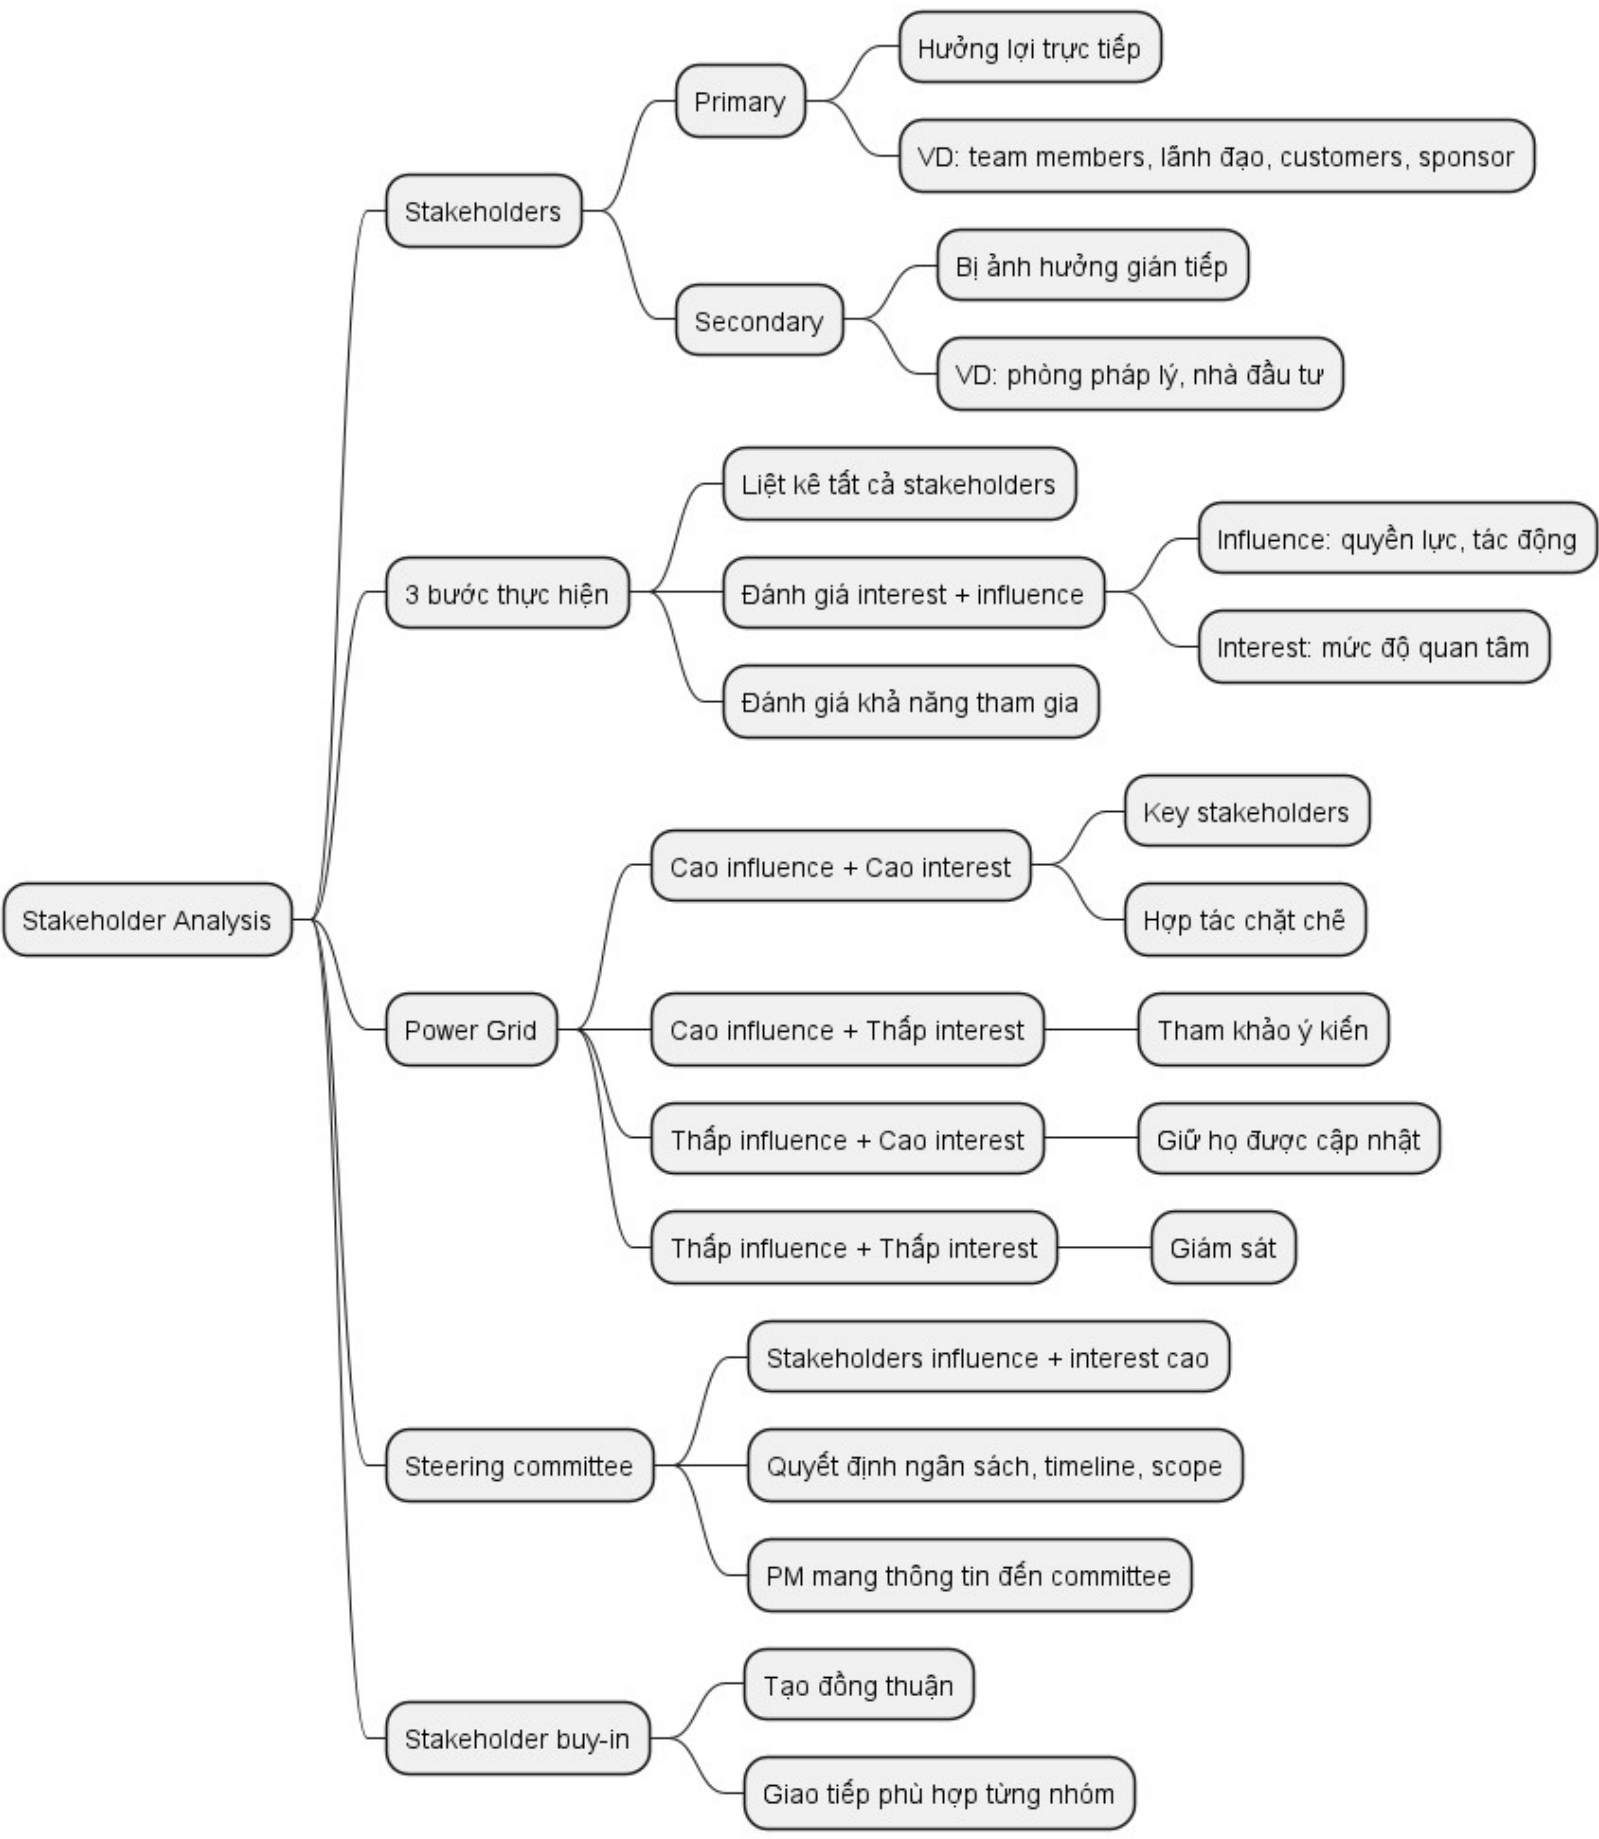 Stakeholder Analysis
Stakeholders
Primary
Hưởng lợi trực tiếp
VD: team members, lãnh đạo, customers, sponsor
Secondary
Bị ảnh hưởng gián tiếp
VD: phòng pháp lý, nhà đầu tư
3 bước thực hiện
Liệt kê tất cả stakeholders
Đánh giá interest + influence
Influence: quyền lực, tác động
Interest: mức độ quan tâm
Đánh giá khả năng tham gia
Power Grid
Cao influence + Cao interest
Key stakeholders
Hợp tác chặt chẽ
Cao influence + Thấp interest
Tham khảo ý kiến
Thấp influence + Cao interest
Giữ họ được cập nhật
Thấp influence + Thấp interest
Giám sát
Steering committee
Stakeholders influence + interest cao
Quyết định ngân sách, timeline, scope
PM mang thông tin đến committee
Stakeholder buy-in
Tạo đồng thuận
Giao tiếp phù hợp từng nhóm